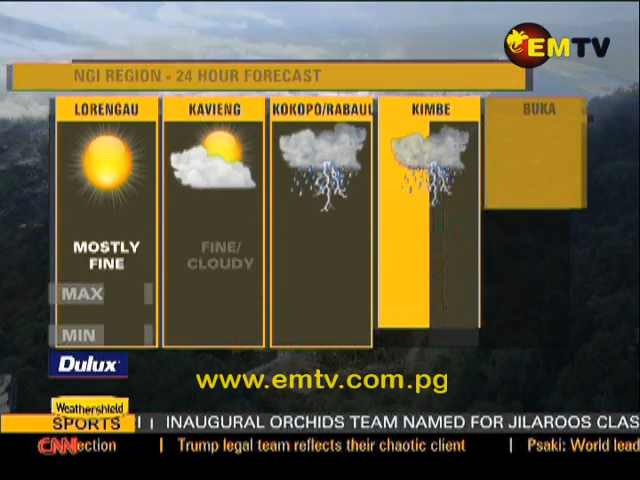 EMTV
NGI REGION - 24 HOUR FORECAST
LORENGAU KAVIENG KOKOPO/RABAUL KIMBE BUKA
MOSTLY
FINE
FINE/
CLOUDY
MAX
MIN
Dulux
www.emtv.com.pg
Weathershield
SPORTS I | INAUGURAL ORCHIDS TEAM NAMED FOR JILAROOS CLAS
CNN ection | Trump legal team reflects their chaotic client | Psaki: World lead